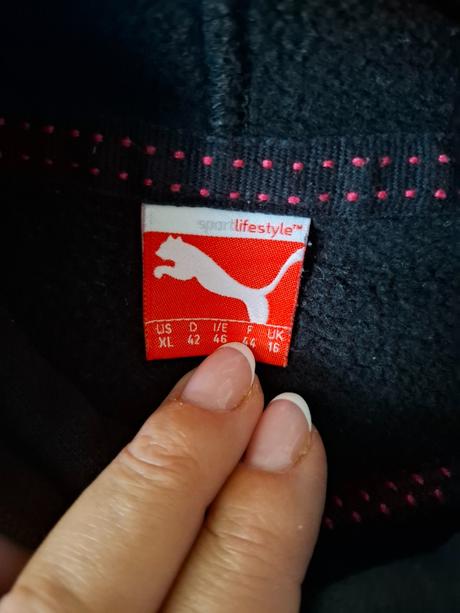 sportlifestyle™
US D I/E F UK
XL 42 46 44 16